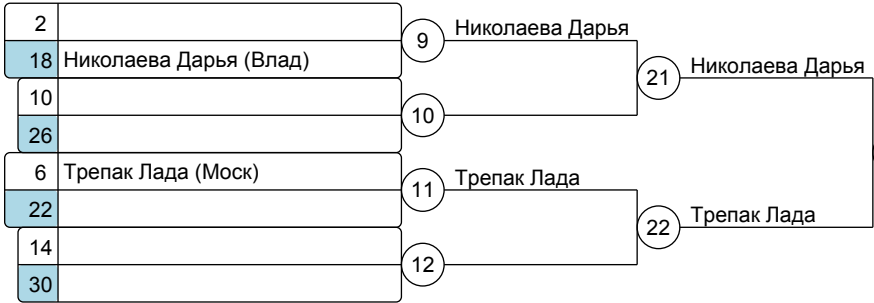 2
18 Николаева Дарья (Влад)
9 Николаева Дарья
10
26
10
21 Николаева Дарья
6 Трепак Лада (Моск)
22
11 Трепак Лада
14
30
12
22 Трепак Лада